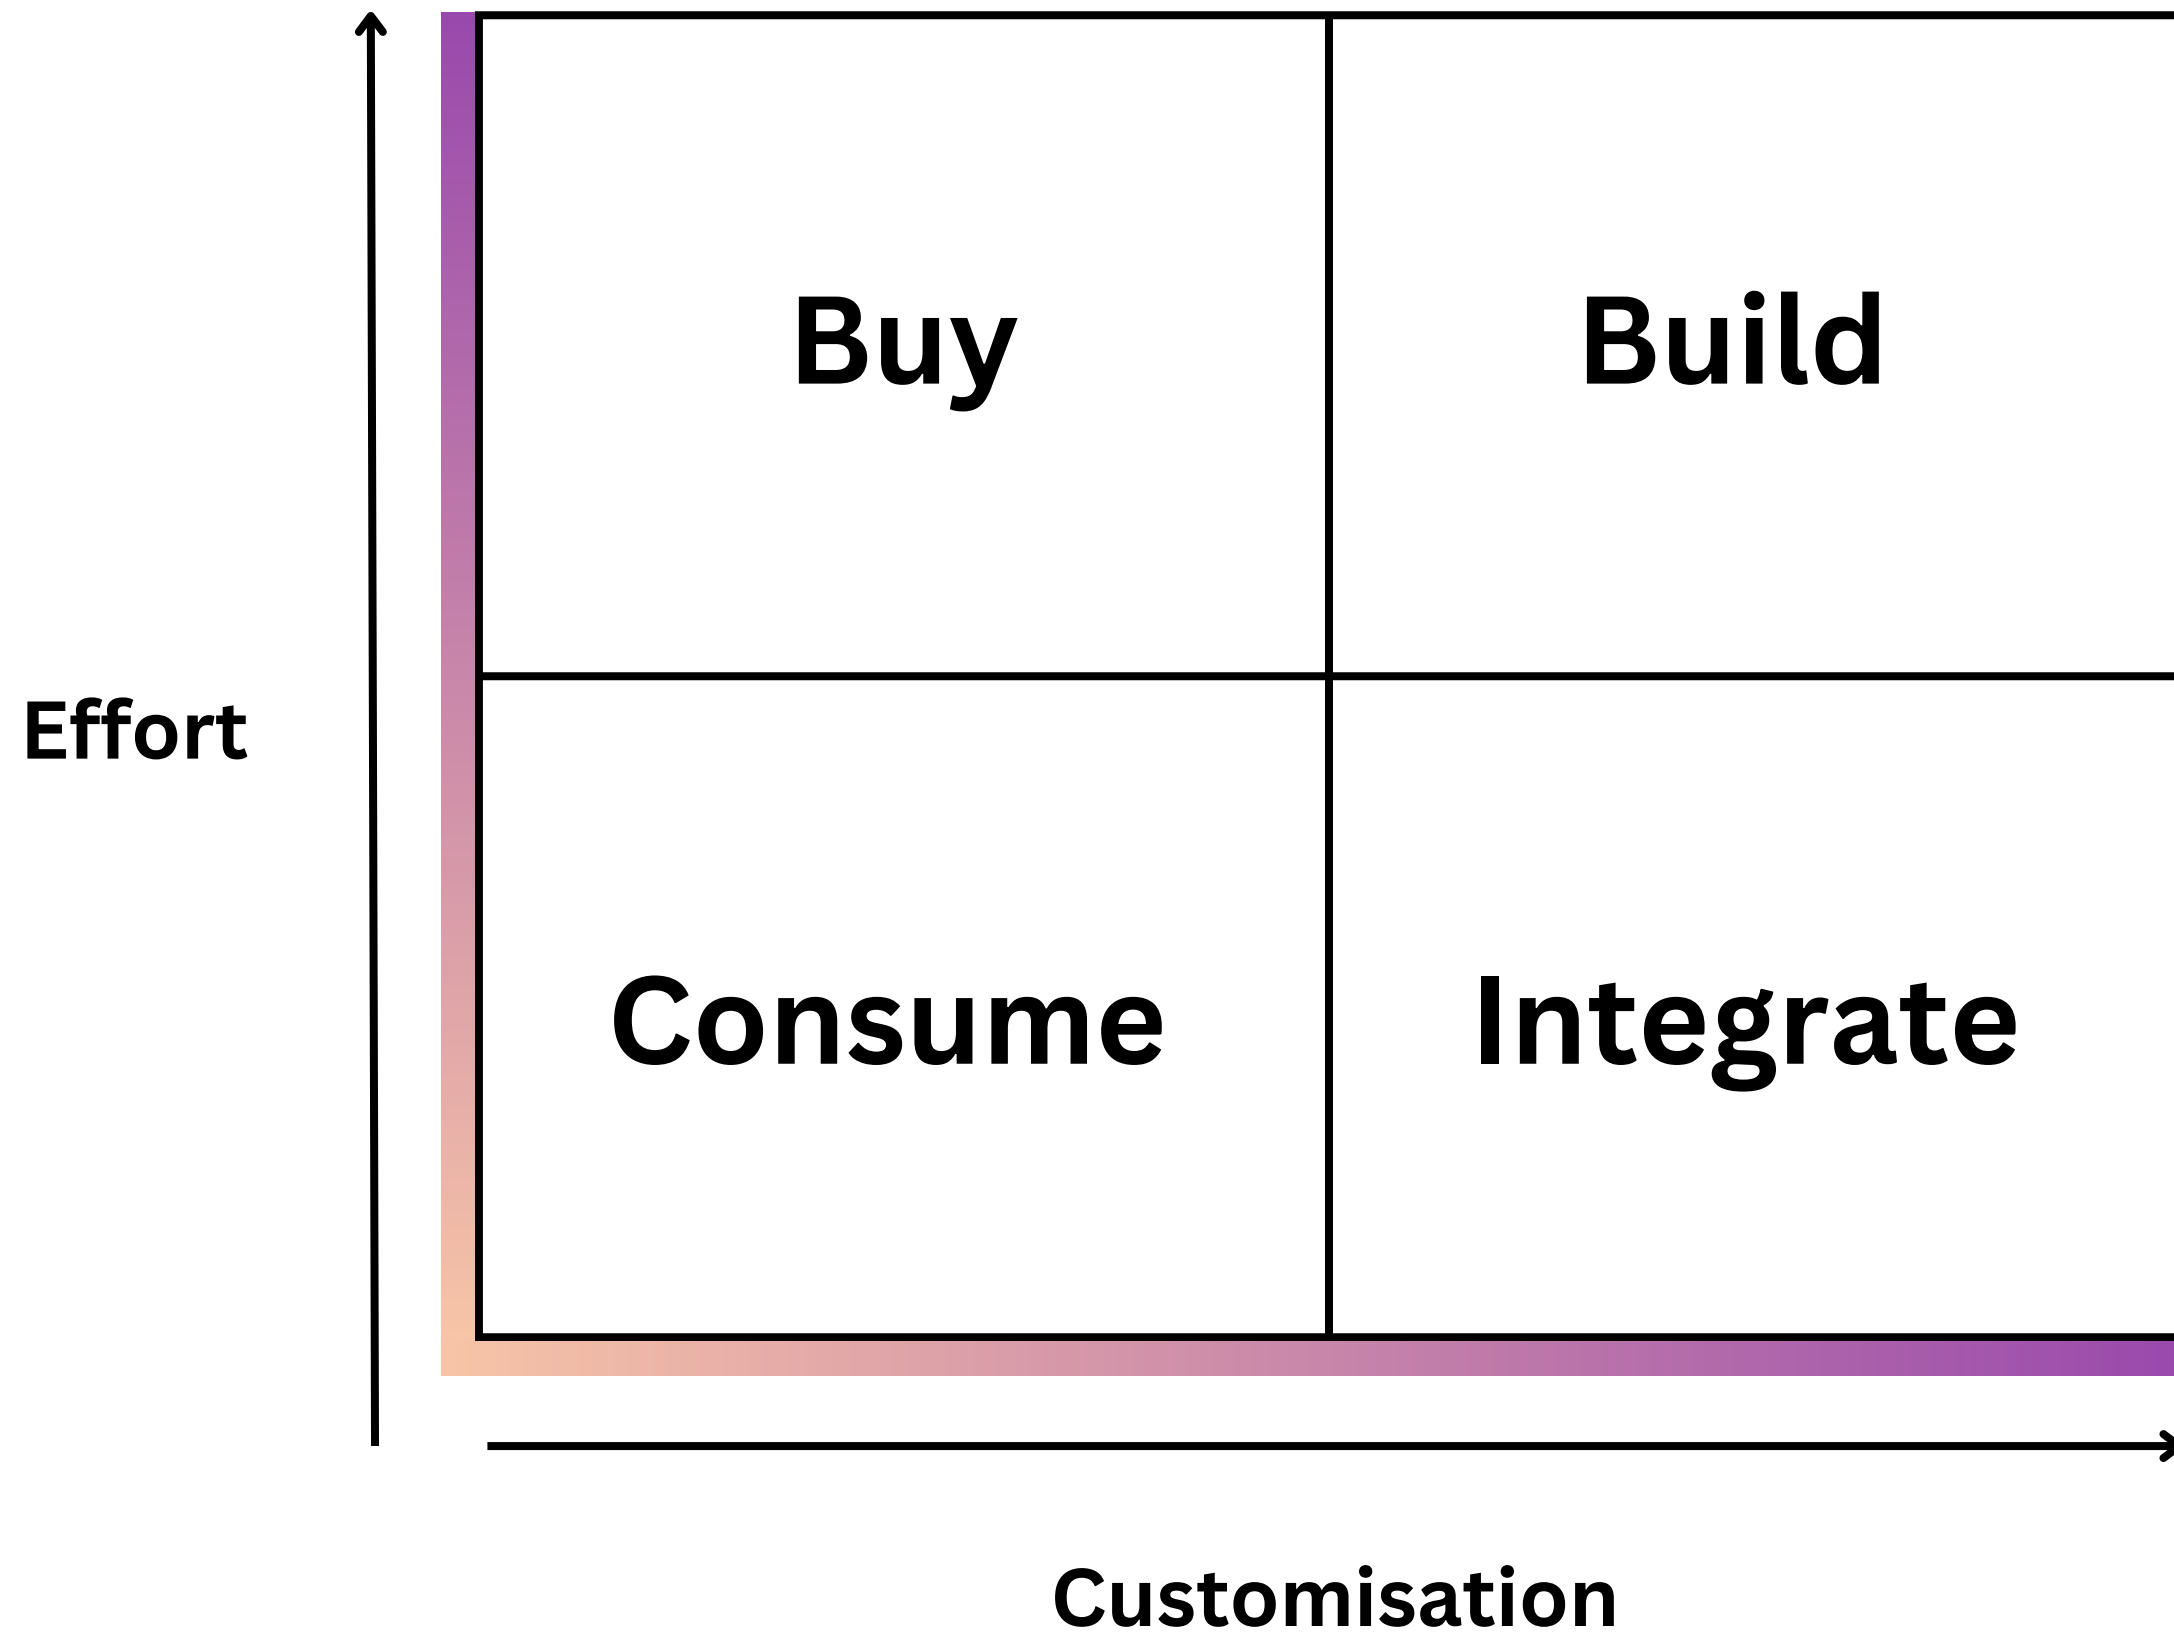 Buy
Build
Effort
Consume
Integrate
Customisation